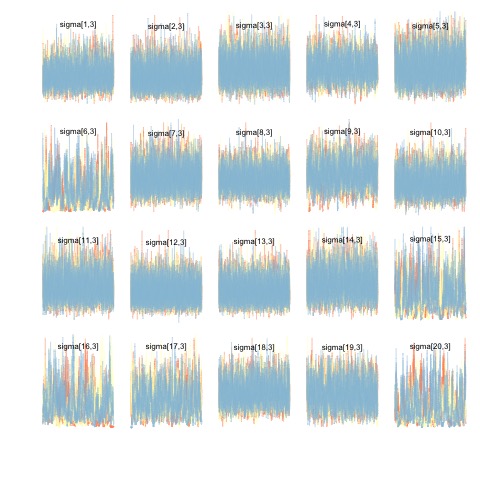 sigma[1,3] sigma[2,3] sigma[3,3] sigma[4,3] sigma[5,3]
sigma[6,3] sigma[7,3] sigma[8,3] sigma[9,3] sigma[10,3]
sigma[11,3] sigma[12,3] sigma[13,3] sigma[14,3] sigma[15,3]
sigma[16,3] sigma[17,3] sigma[18,3] sigma[19,3] sigma[20,3]